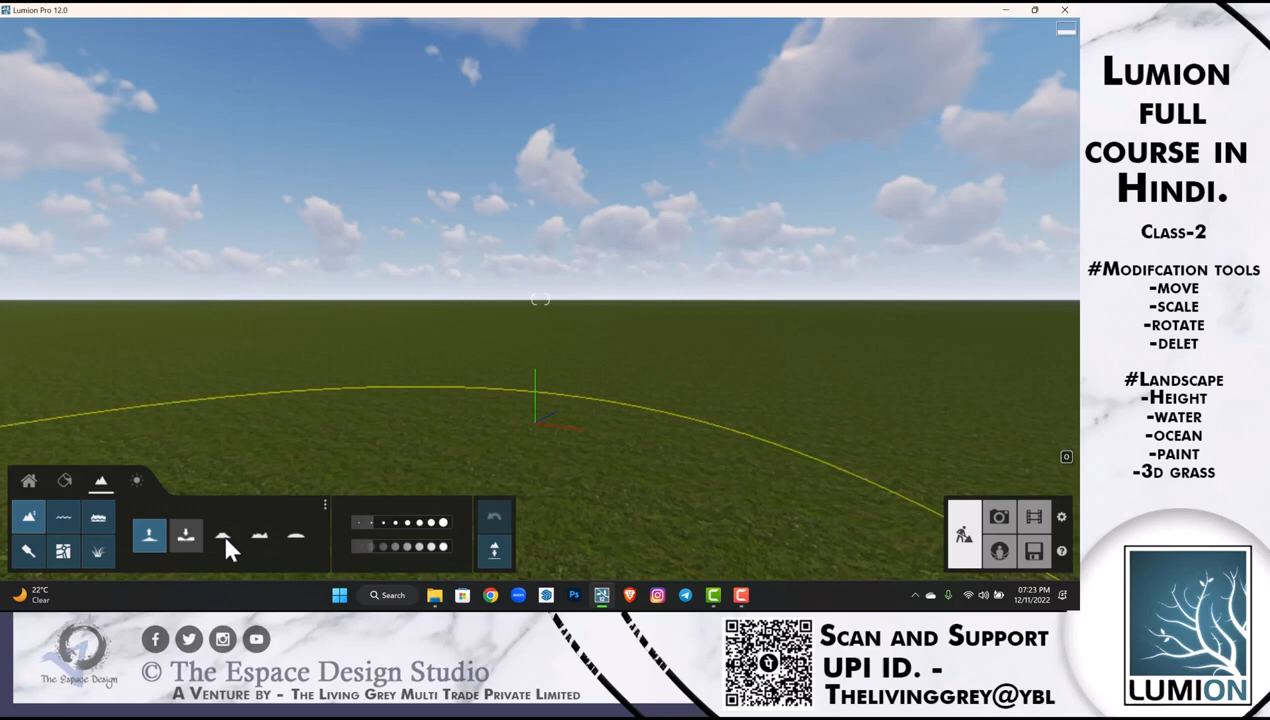 Lumion Pro 12.0
LUMION
FULL
COURSE IN
HINDI.
CLASS-2
#MODIFCATION TOOLS
-MOVE
-SCALE
-ROTATE
-DELET
#LANDSCAPE
-HEIGHT
-WATER
-OCEAN
-PAINT
-3D GRASS
0
22°C
Clear
Search
zoom
Ps
07:23 PM
12/11/2022
The Espace Design
© The Espace Design Studio
A VENTURE BY - THE LIVING GREY MULTI TRADE PRIVATE LIMITED
SCAN AND SUPPORT
UPI ID. -
THELIVINGGREY@YBL
LUMION